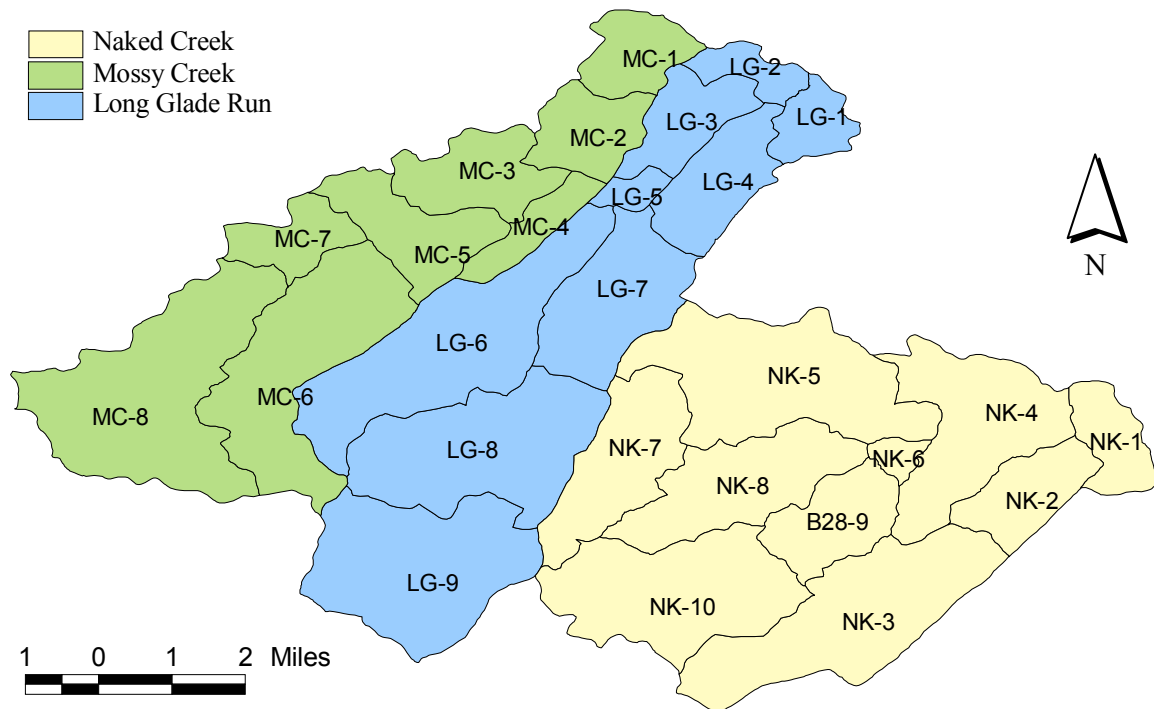 Naked Creek
Mossy Creek
Long Glade Run
MC-1
LG-2
LG-1
LG-3
MC-2
MC-3
LG-4
LG-5
MC-4
MC-7
MC-5
N
LG-7
LG-6
NK-5
MC-6
NK-4
MC-8
NK-1
LG-8
NK-7
NK-6
NK-8
NK-2
B28-9
LG-9
NK-10
NK-3
1 0 1 2 Miles